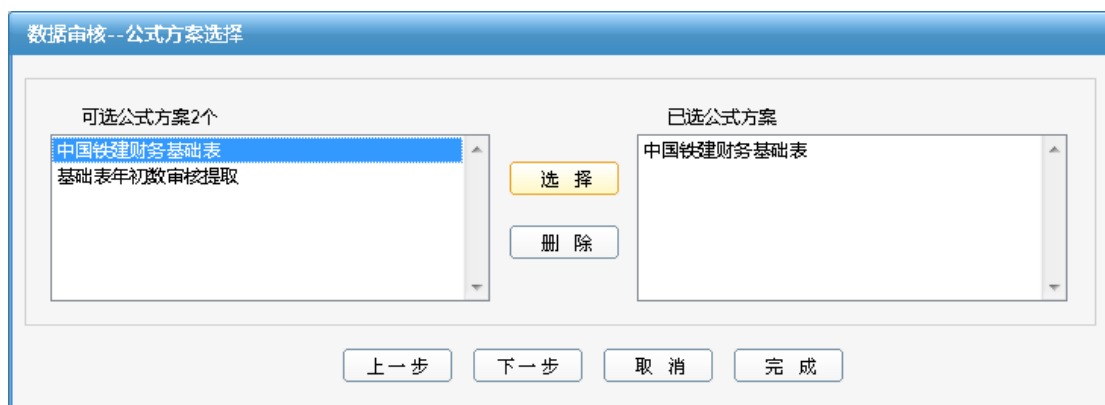 数据审核--公式方案选择
可选公式方案2个
已选公式方案
中国铁建财务基础表
基础表年初数审核提取
中国铁建财务基础表
选 择
删 除
上一步
下一步
取 消
完 成